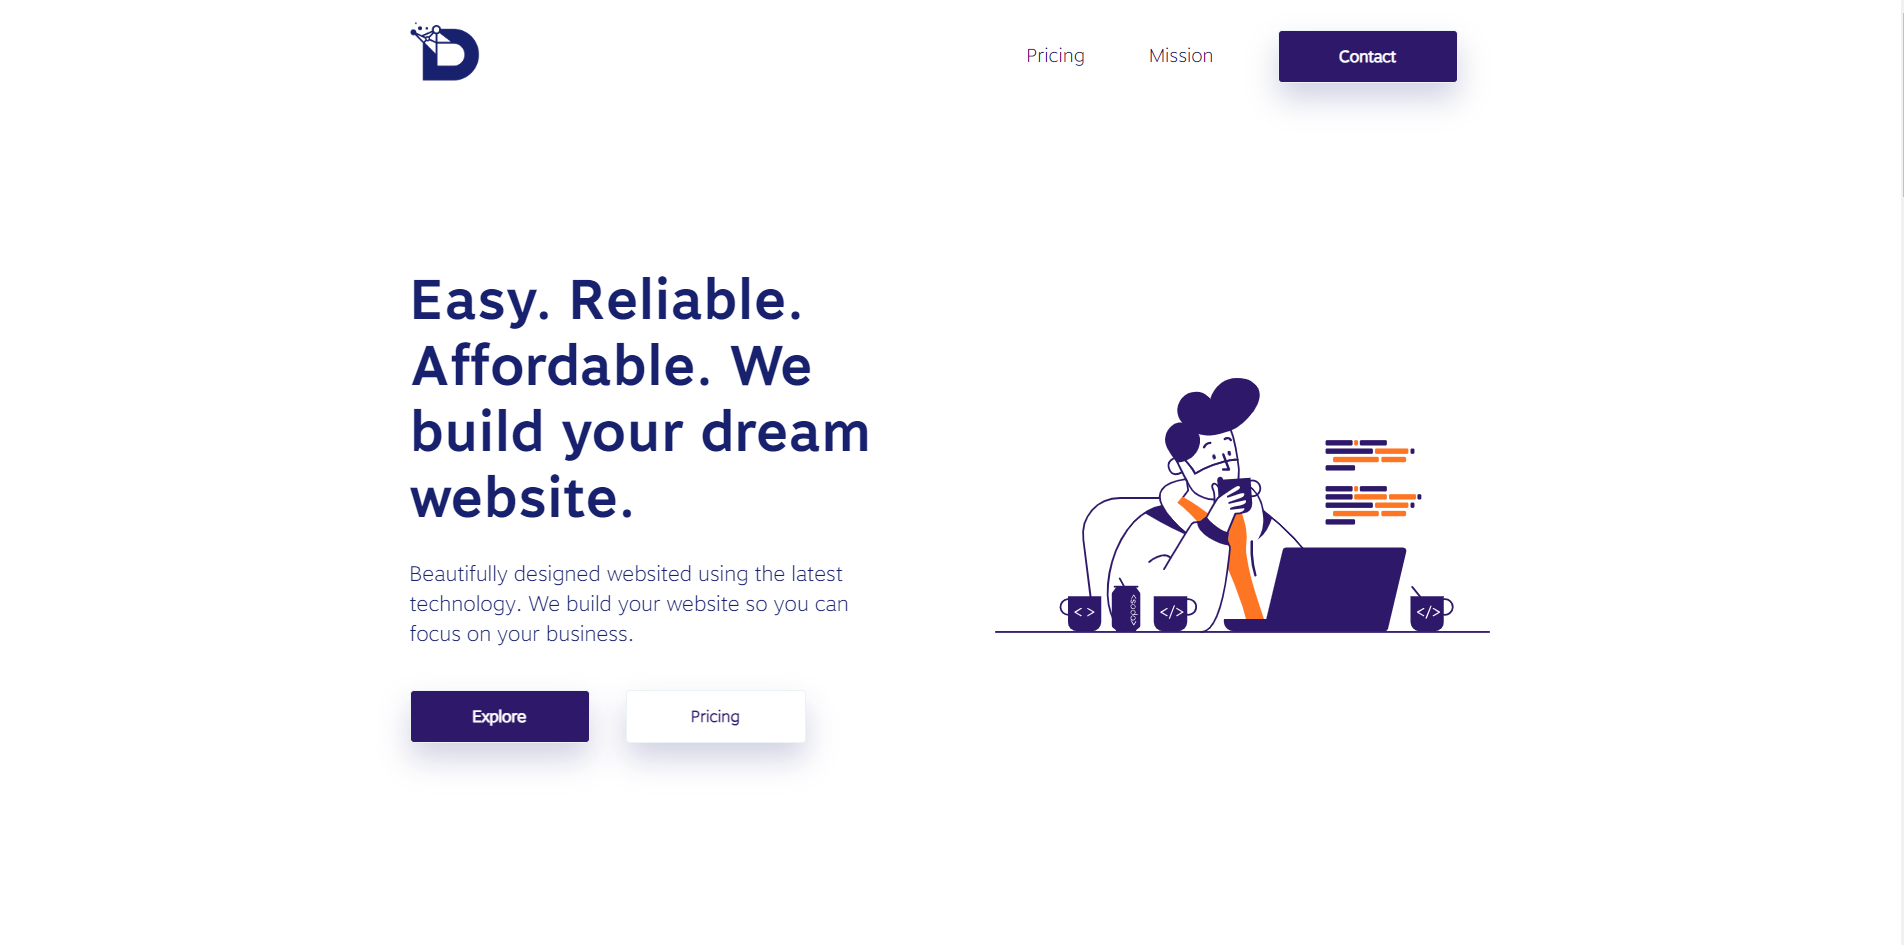 D
Pricing Mission Contact
Easy. Reliable.
Affordable. We
build your dream
website.
Beautifully designed websited using the latest
technology. We build your website so you can
focus on your business.
Explore Pricing
< > <soda> </> </>